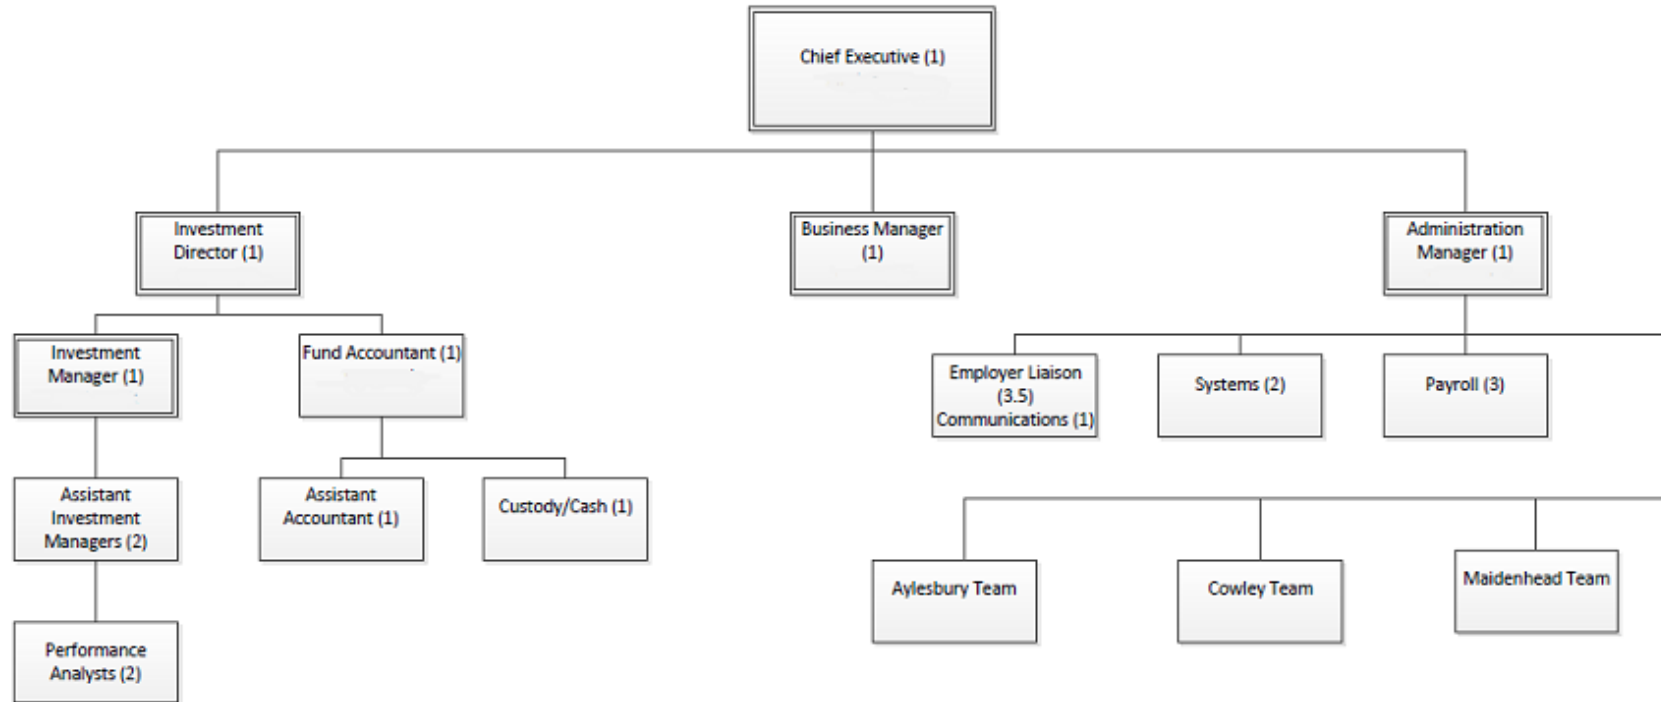 Chief Executive (1)
Investment
Director (1)
Business Manager
(1)
Administration
Manager (1)
Investment
Manager (1)
Fund Accountant (1)
Employer Liaison
(3.5)
Communications (1)
Systems (2)
Payroll (3)
Assistant
Investment
Managers (2)
Assistant
Accountant (1)
Custody/Cash (1)
Aylesbury Team
Cowley Team
Maidenhead Team
Performance
Analysts (2)